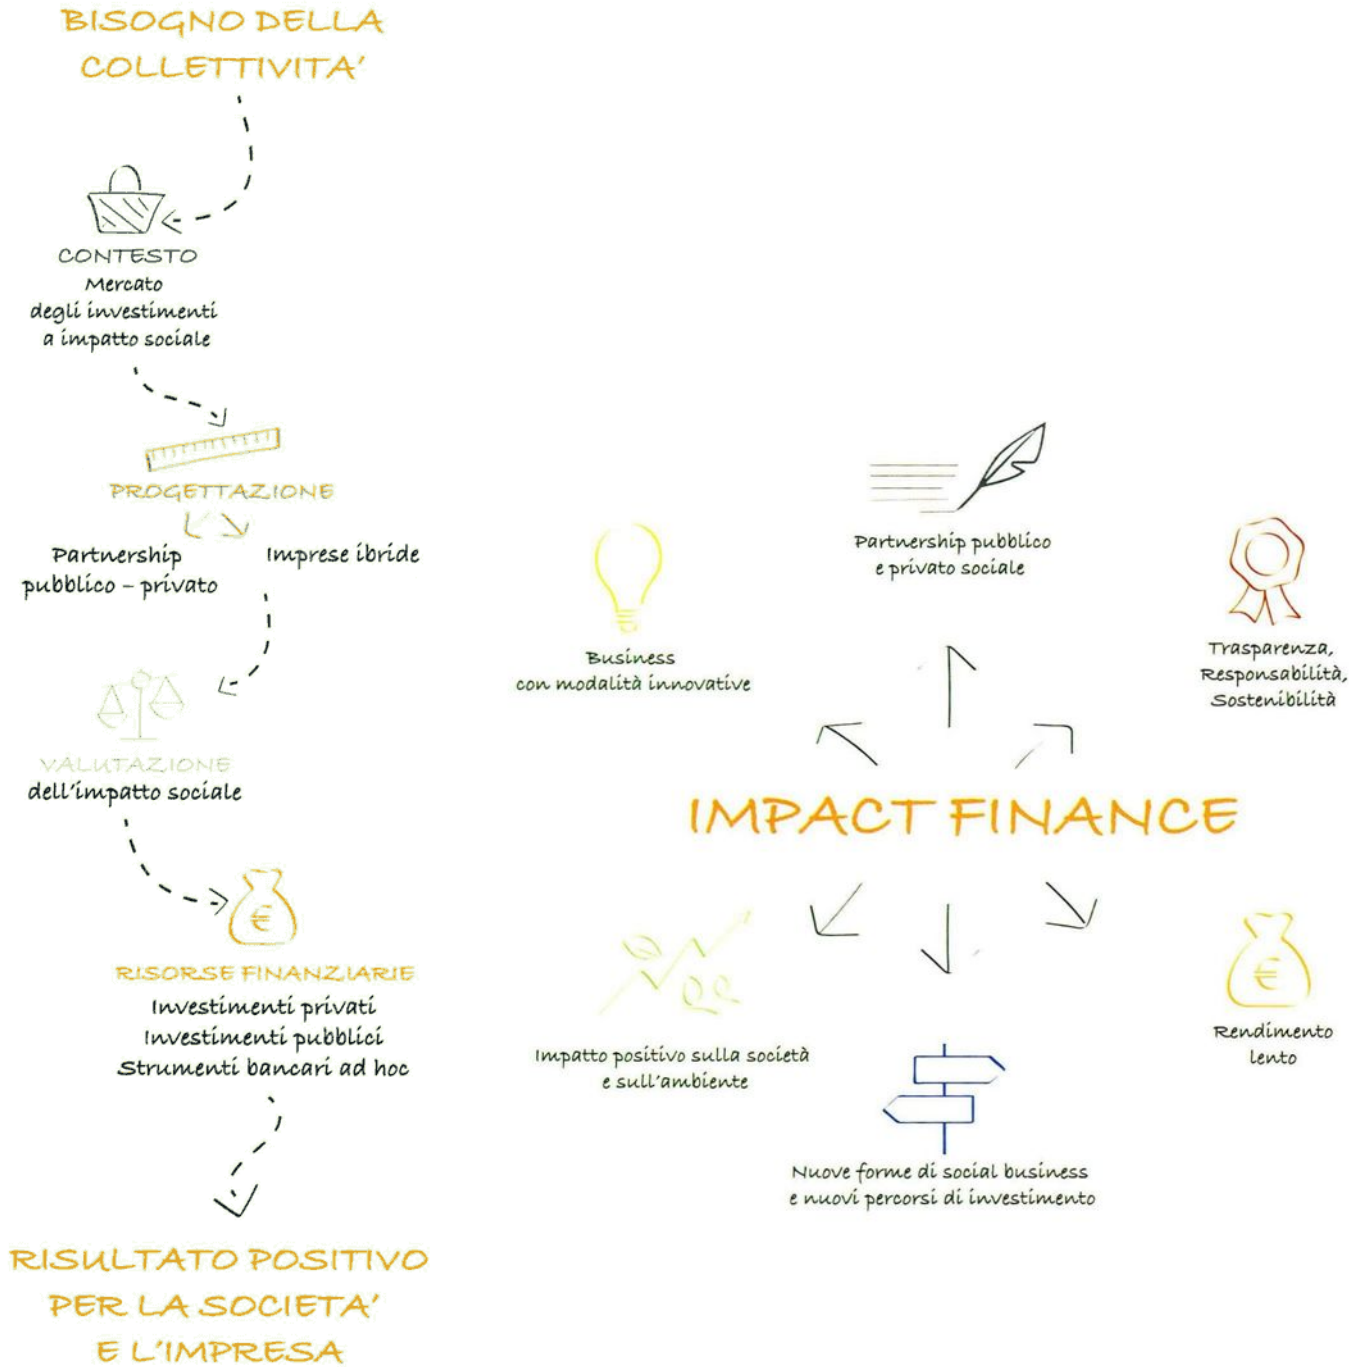 BISOGNO DELLA
COLLETTIVITA'
CONTESTO
Mercato
degli investimenti
a impatto sociale
PROGETTAZIONE
Partnership
pubblico – privato
Imprese ibride
VALUTAZIONE
dell'impatto sociale
€
RISORSE FINANZIARIE
Investimenti privati
Investimenti pubblici
Strumenti bancari ad hoc
RISULTATO POSITIVO
PER LA SOCIETA'
E L'IMPRESA
Partnership pubblico
e privato sociale
Business
con modalità innovative
Trasparenza,
Responsabilità,
Sostenibilità
IMPACT FINANCE
Impatto positivo sulla società
e sull'ambiente
€
Rendimento
lento
Nuove forme di social business
e nuovi percorsi di investimento